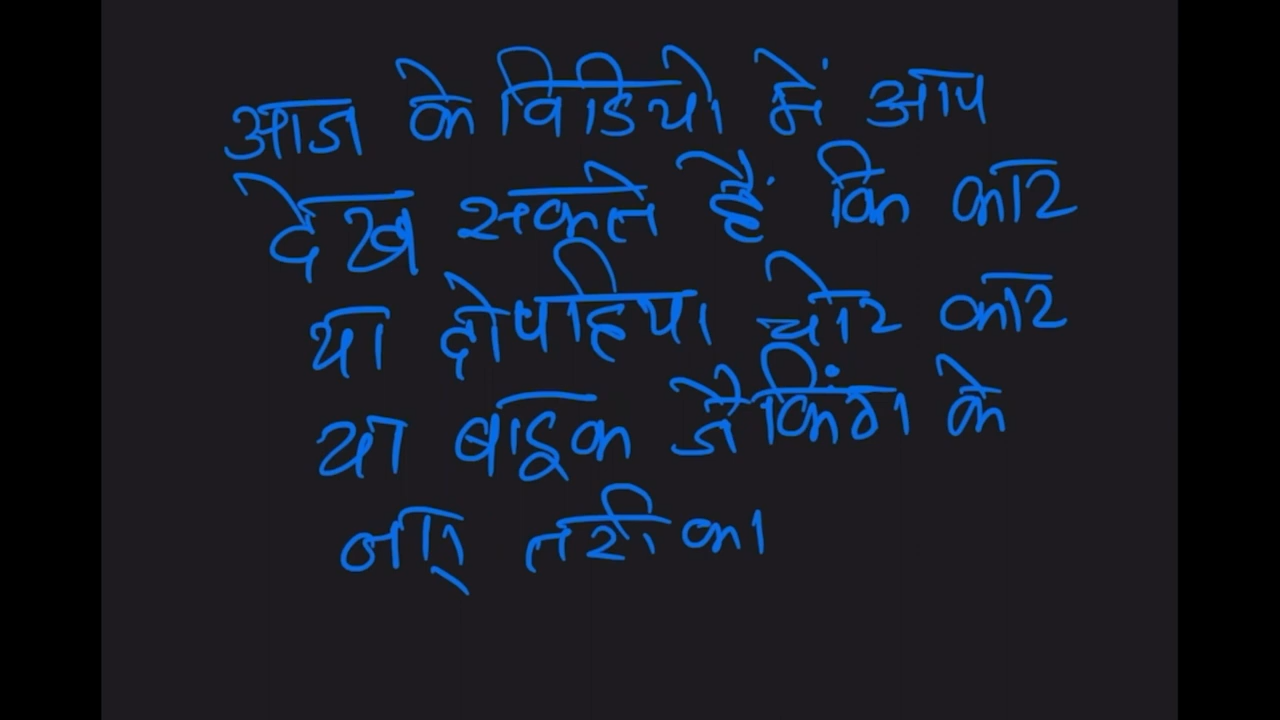 आज के विडियो में आप
देख सकते हैं कि कार
या दोपहिया चोर कार
या बाइक जैकिंग के
नए तरीका